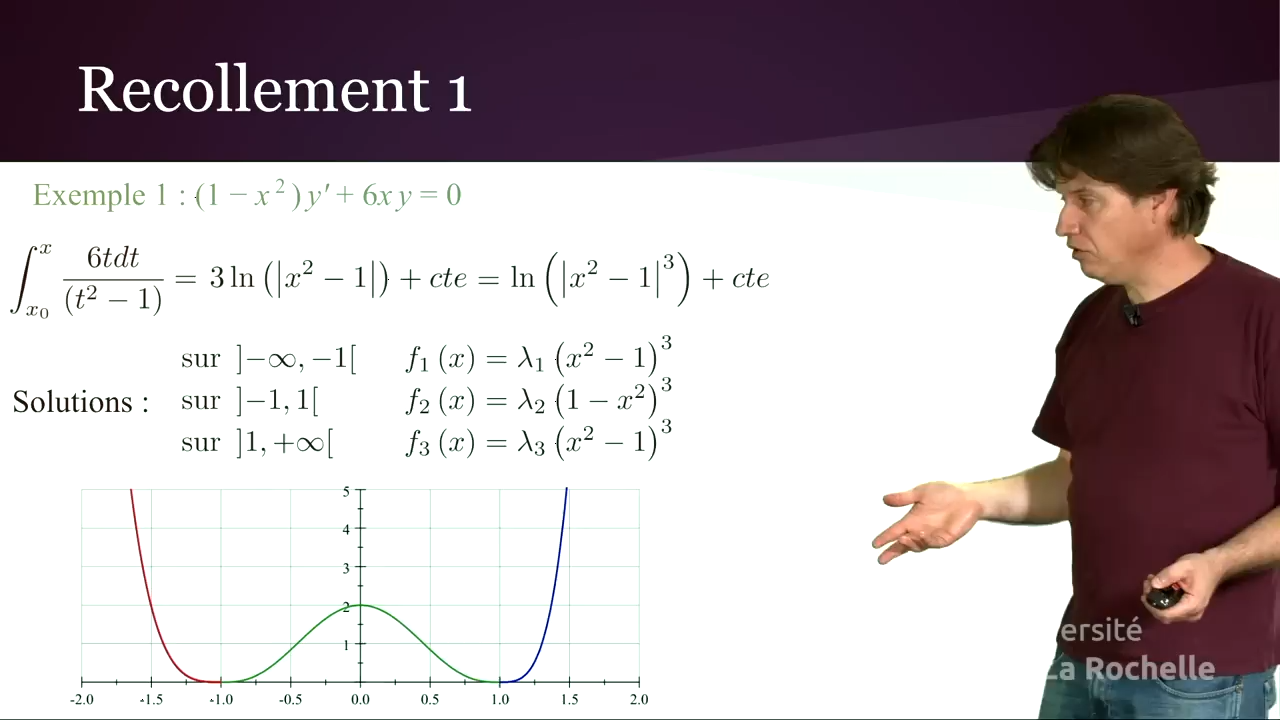 Recollement 1
Exemple 1 : (1 − x²) y′ + 6x y = 0
∫_{x₀}^{x} 6tdt / (t² − 1) = 3 ln (|x² − 1|) + cte = ln (|x² − 1|³) + cte
Solutions :
sur ]−∞, −1[ f₁ (x) = λ₁ (x² − 1)³
sur ]−1, 1[ f₂ (x) = λ₂ (1 − x²)³
sur ]1, +∞[ f₃ (x) = λ₃ (x² − 1)³
5
4
3
2
1
-2.0 -1.5 -1.0 -0.5 0.0 0.5 1.0 1.5 2.0
ersité
La Rochelle